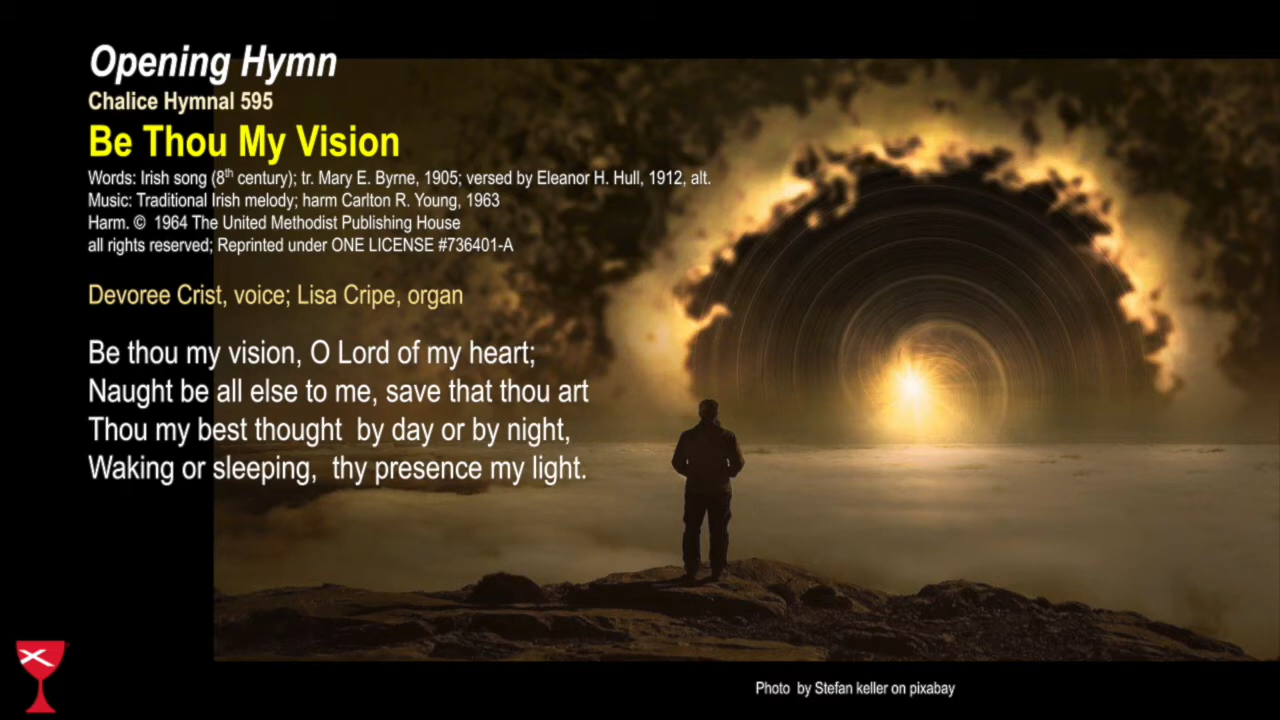 Opening Hymn
Chalice Hymnal 595
Be Thou My Vision
Words: Irish song (8th century); tr. Mary E. Byrne, 1905; versed by Eleanor H. Hull, 1912, alt.
Music: Traditional Irish melody; harm Carlton R. Young, 1963
Harm. © 1964 The United Methodist Publishing House
all rights reserved; Reprinted under ONE LICENSE #736401-A
Devoree Crist, voice; Lisa Cripe, organ
Be thou my vision, O Lord of my heart;
Naught be all else to me, save that thou art
Thou my best thought by day or by night,
Waking or sleeping, thy presence my light.
Photo by Stefan keller on pixabay